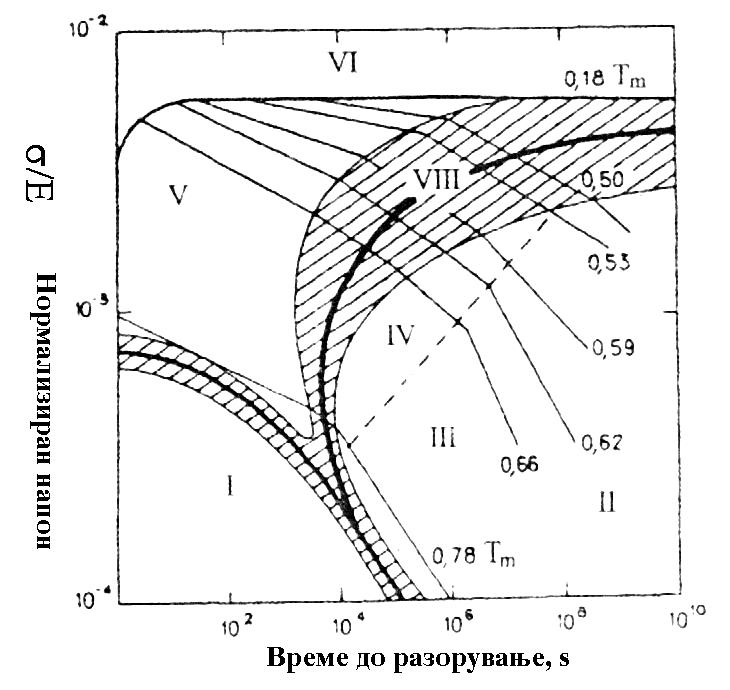 10⁻²
VI
0,18 Tm
σ/E
V
VIII
0,50
0,53
Нормализиран напон
10⁻³
IV
0,59
III
0,62
0,66
I
II
0,78 Tm
10⁻⁴
10² 10⁴ 10⁶ 10⁸ 10¹⁰
Време до разорување, s